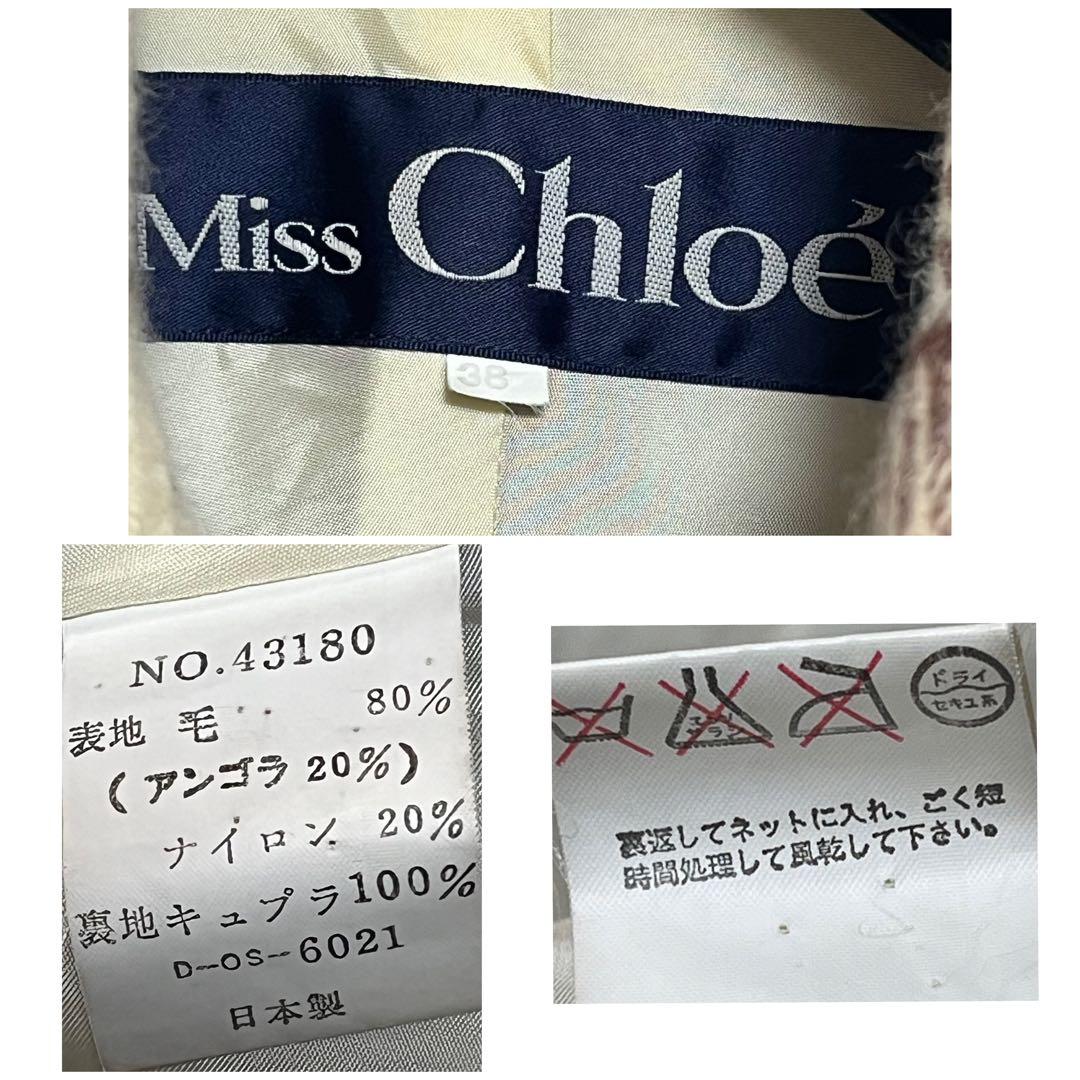 Miss Chloé
38
NO.43180
表地 毛 80%
(アンゴラ 20%)
ナイロン 20%
裏地キュプラ100%
D-OS-6021
日本製
ドライ
セキユ系
裏返してネットに入れ、ごく短
時間処理して風乾して下さい。